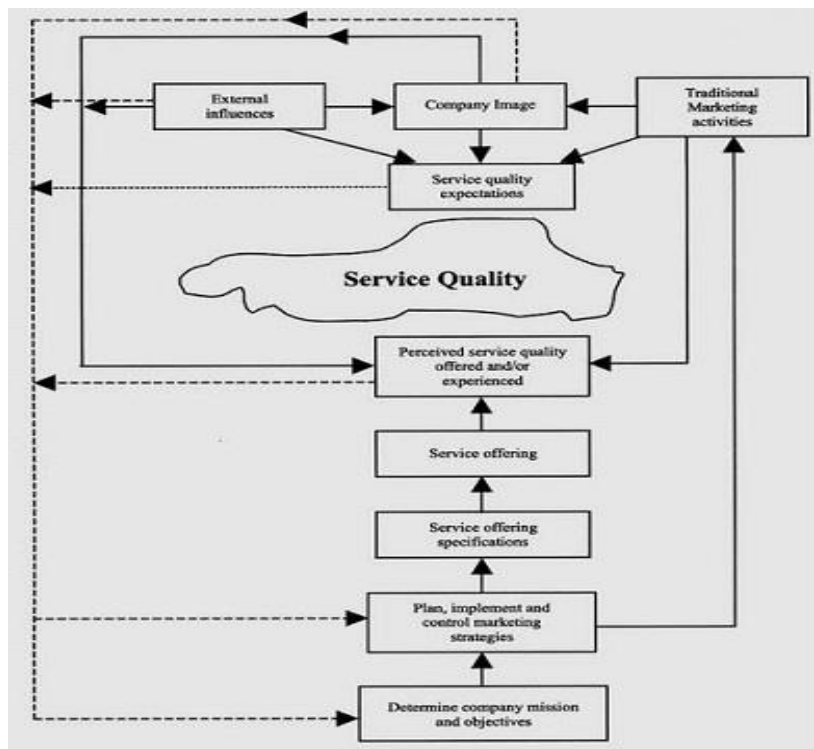 External
influences
Company Image
Traditional
Marketing
activities
Service quality
expectations
Service Quality
Perceived service quality
offered and/or
experienced
Service offering
Service offering
specifications
Plan, implement and
control marketing
strategies
Determine company mission
and objectives